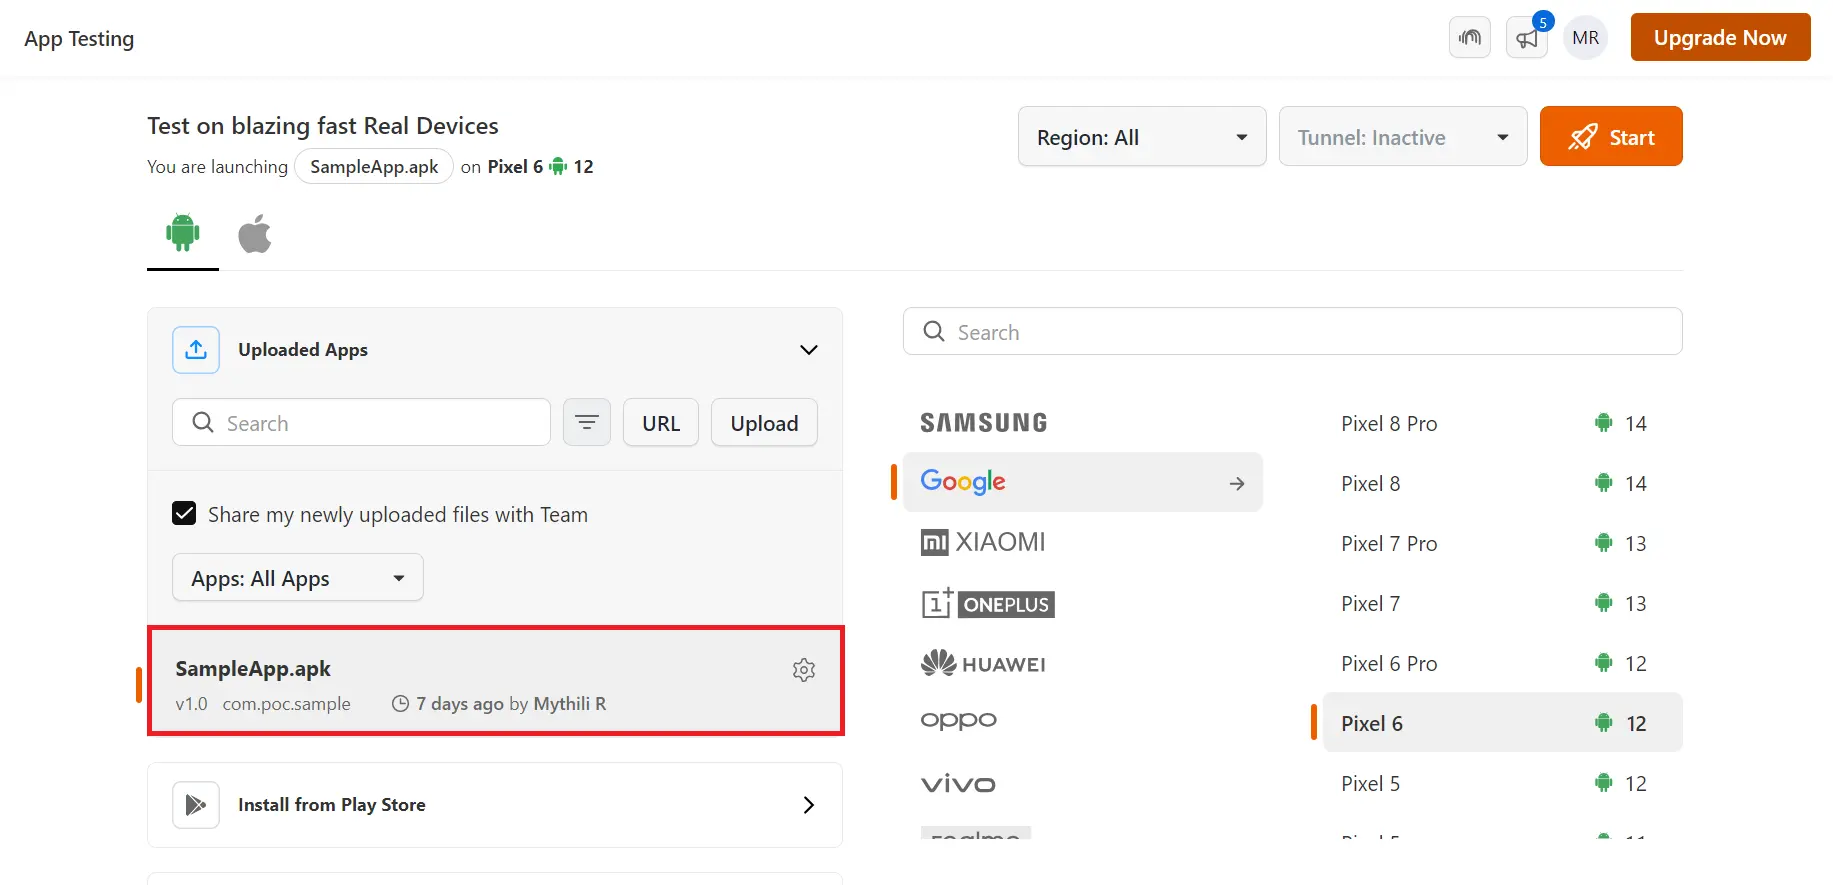 App Testing
5
MR
Upgrade Now
Test on blazing fast Real Devices
You are launching SampleApp.apk on Pixel 6 12
Region: All
Tunnel: Inactive
Start
Uploaded Apps
Search
URL
Upload
Share my newly uploaded files with Team
Apps: All Apps
SampleApp.apk
v1.0 com.poc.sample 7 days ago by Mythili R
Install from Play Store
Search
SAMSUNG
Google
mi XIAOMI
1+ ONEPLUS
HUAWEI
oppo
vivo
realme
Pixel 8 Pro 14
Pixel 8 14
Pixel 7 Pro 13
Pixel 7 13
Pixel 6 Pro 12
Pixel 6 12
Pixel 5 12